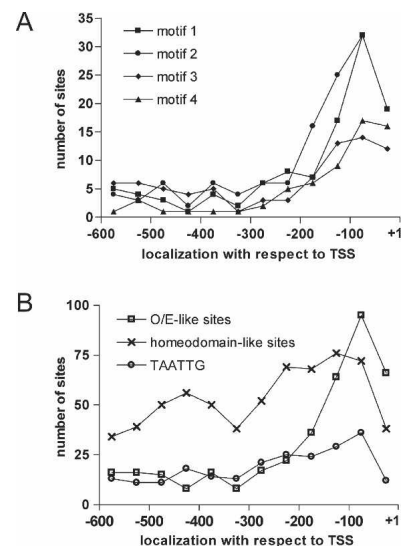 A
motif 1
motif 2
motif 3
motif 4
number of sites
35
30
25
20
15
10
5
0
-600 -500 -400 -300 -200 -100 +1
localization with respect to TSS
B
O/E-like sites
homeodomain-like sites
TAATTG
number of sites
100
75
50
25
0
-600 -500 -400 -300 -200 -100 +1
localization with respect to TSS